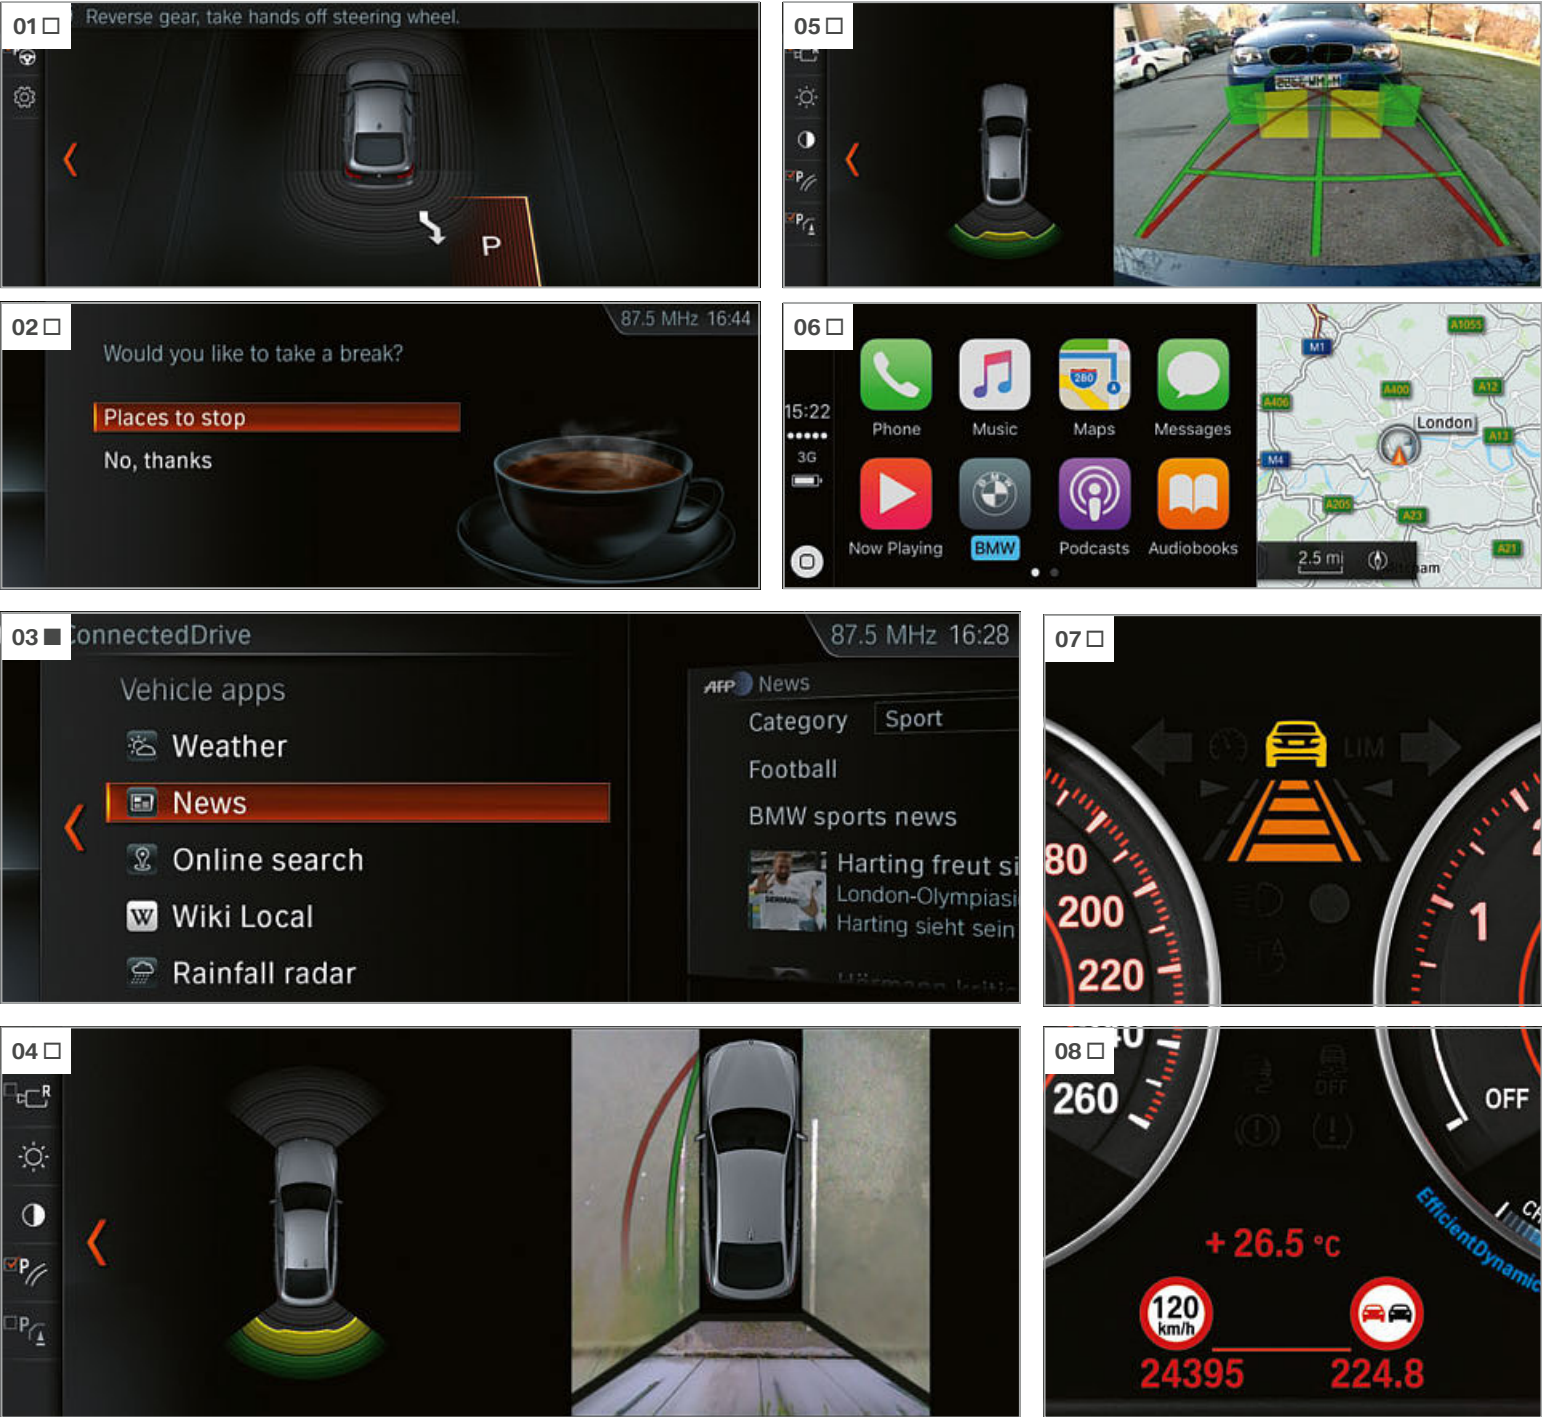 01
Reverse gear, take hands off steering wheel.
P
02
87.5 MHz 16:44
Would you like to take a break?
Places to stop
No, thanks
03
ConnectedDrive
87.5 MHz 16:28
Vehicle apps
Weather
News
Online search
W Wiki Local
Rainfall radar
AFP News
Category Sport
Football
BMW sports news
Harting freut si
London-Olympiasi
Harting sieht sein
04
R
P
P
05
P
P
06
15:22
3G
Phone
Music
Maps
280
Messages
Now Playing
BMW
Podcasts
Audiobooks
M1
A1055
A400
A12
A406
London
A13
M4
A205
A23
A21
2.5 mi
07
LIM
80
200
220
1
08
260
OFF
OFF
EfficientDynamic
+ 26.5 °C
120
km/h
24395
224.8